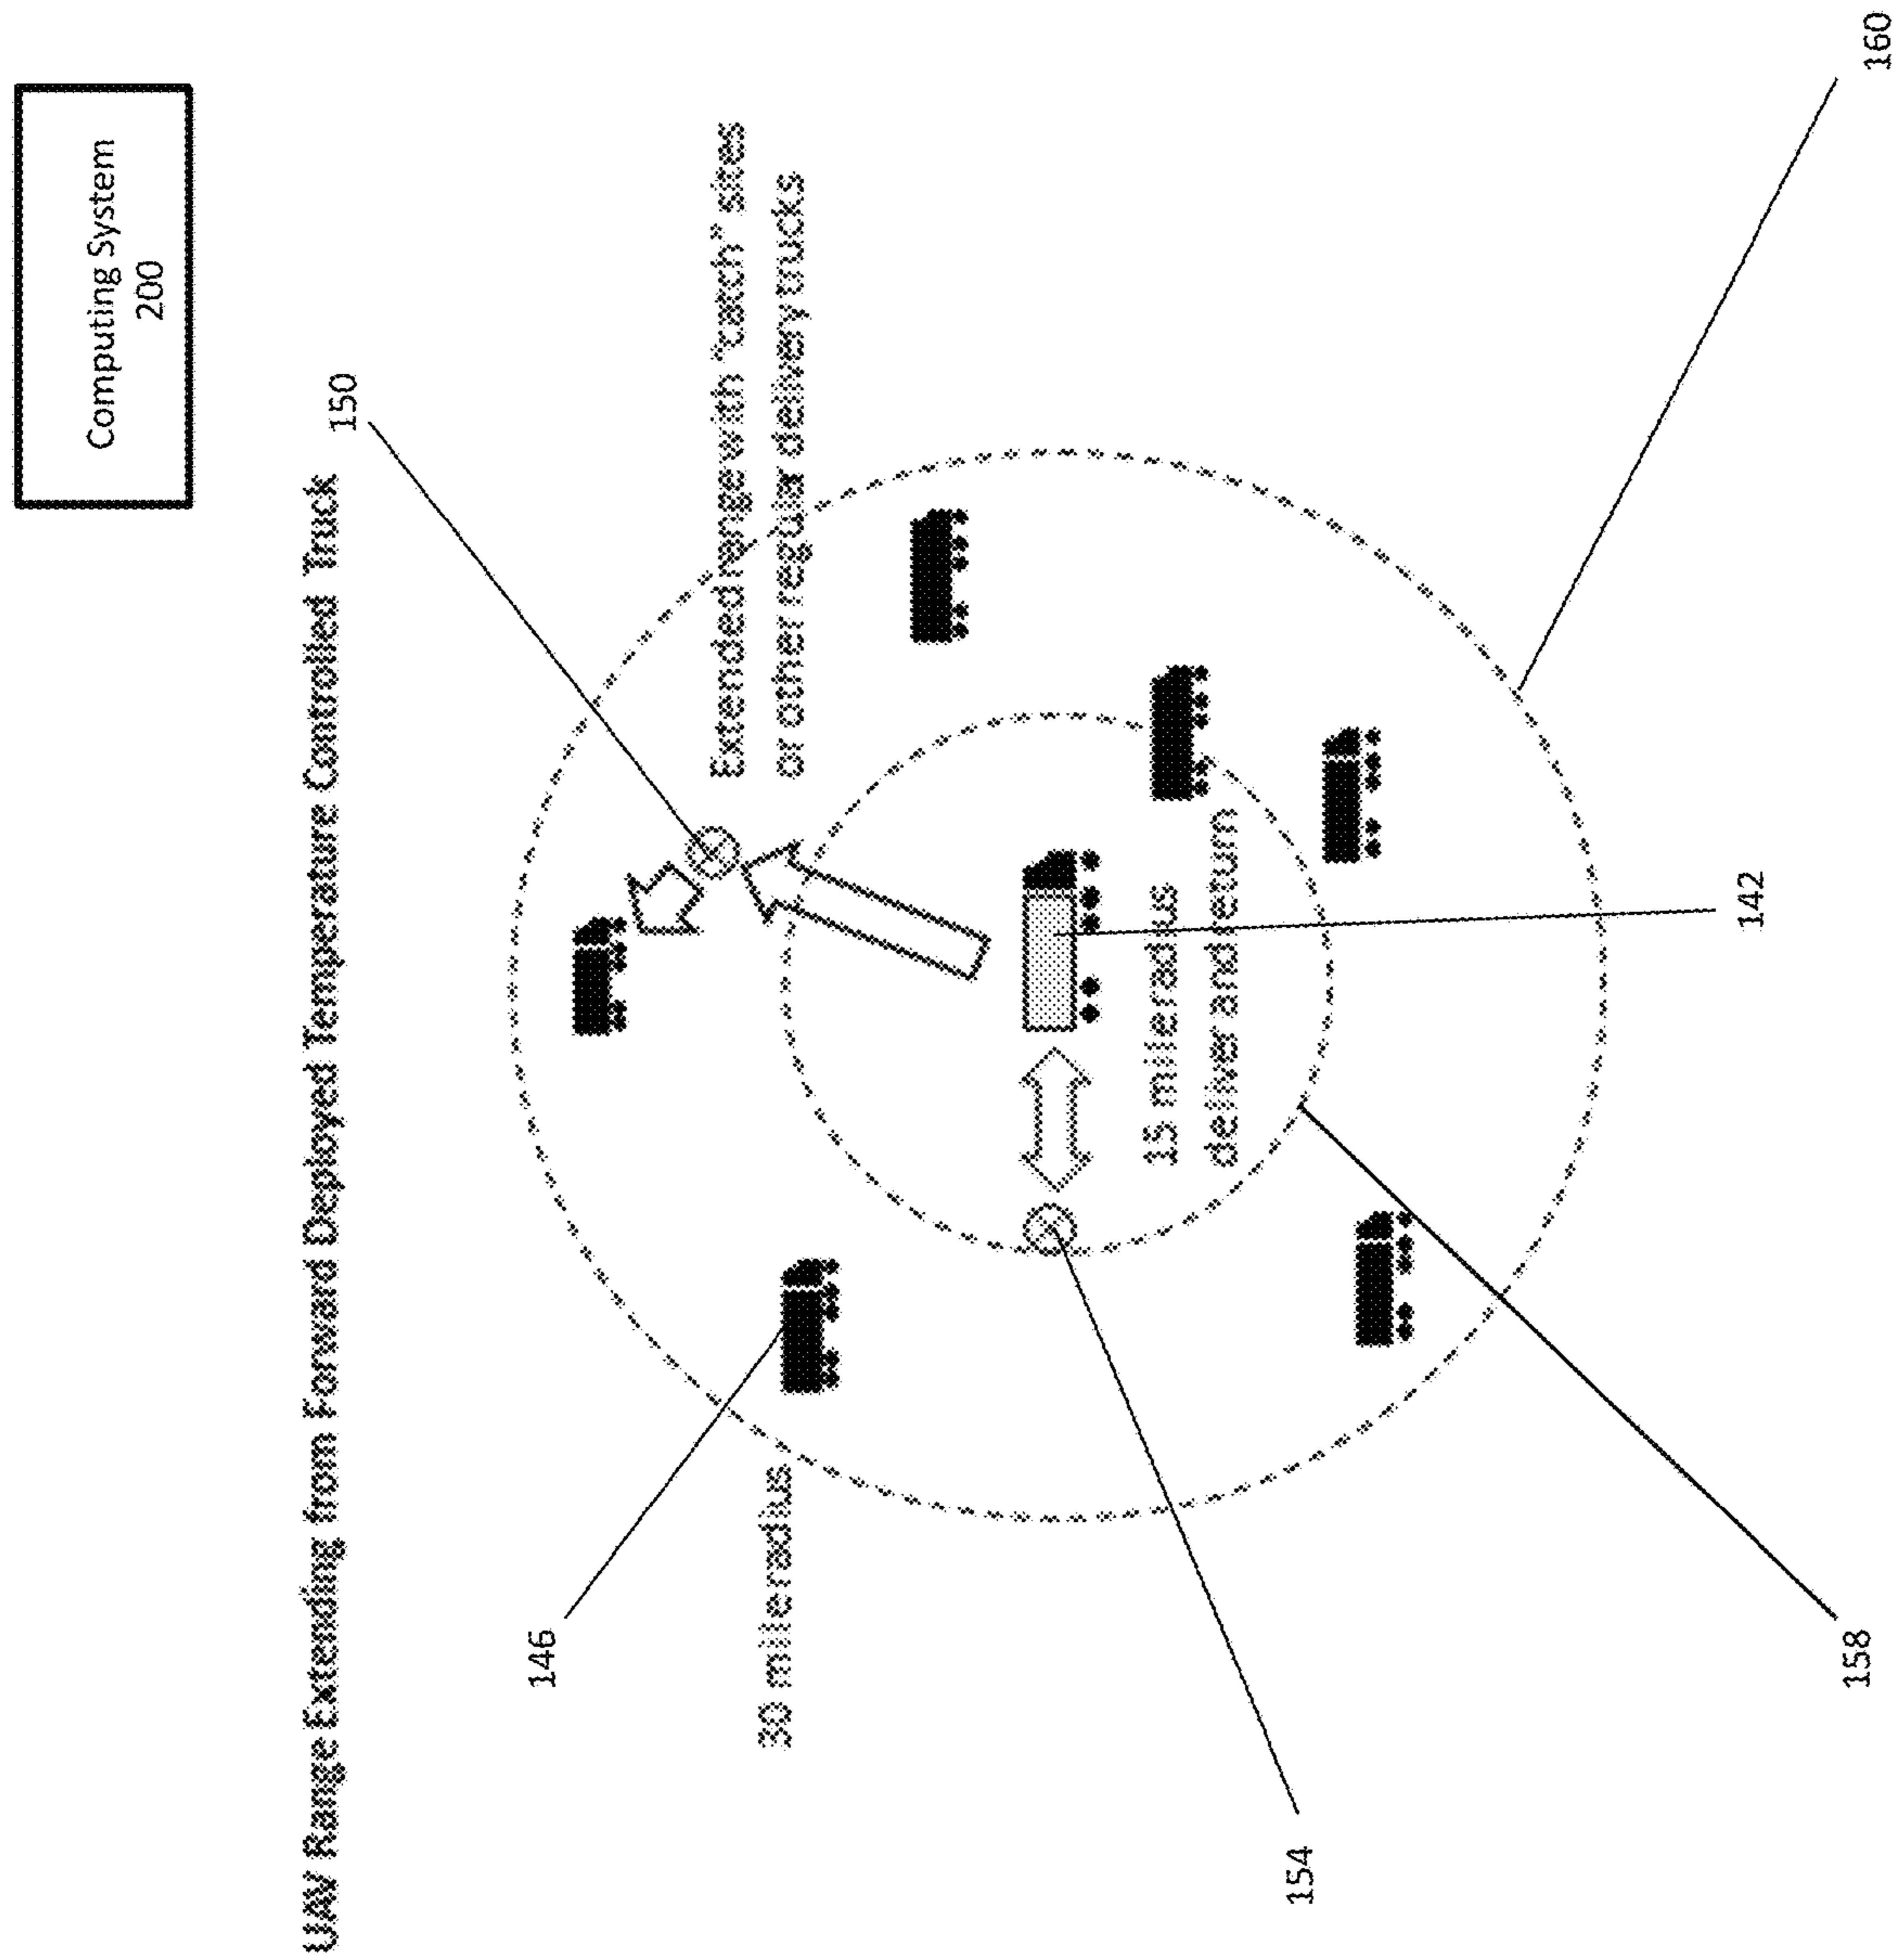 Computing System
200
UAV Range Extending from Forward Deployed Temperature Controlled Truck
150
146
Extended range with “catch” sites
or other regular delivery trucks
30 mile radius
15 mile radius
deliver and return
154
142
158
160